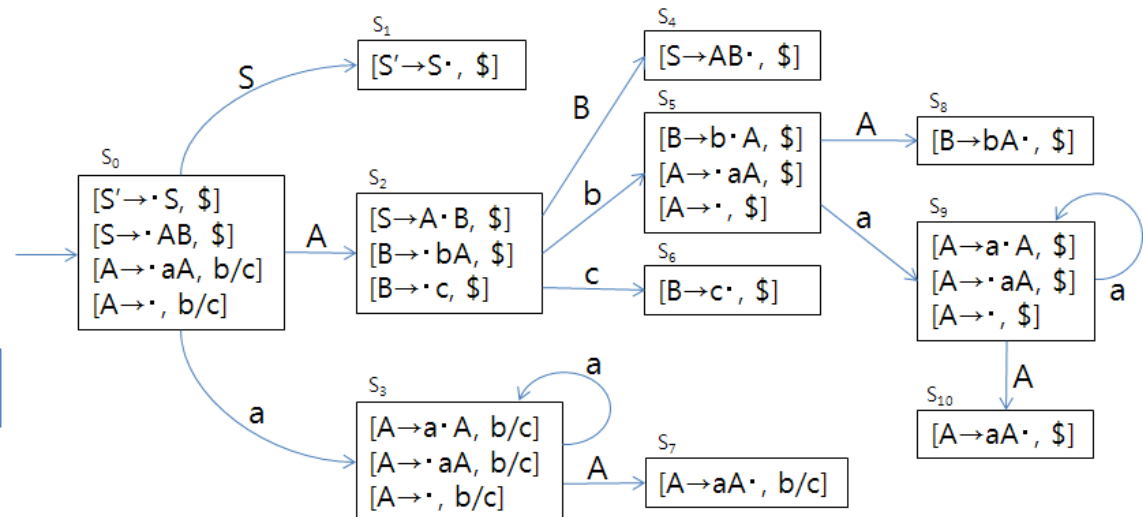 S0
[S'→·S, $]
[S→·AB, $]
[A→·aA, b/c]
[A→·, b/c]
S
S1
[S'→S·, $]
A
S2
[S→A·B, $]
[B→·bA, $]
[B→·c, $]
a
S3
[A→a·A, b/c]
[A→·aA, b/c]
[A→·, b/c]
a
B
S4
[S→AB·, $]
b
S5
[B→b·A, $]
[A→·aA, $]
[A→·, $]
c
S6
[B→c·, $]
A
S7
[A→aA·, b/c]
A
S8
[B→bA·, $]
a
S9
[A→a·A, $]
[A→·aA, $]
[A→·, $]
a
A
S10
[A→aA·, $]